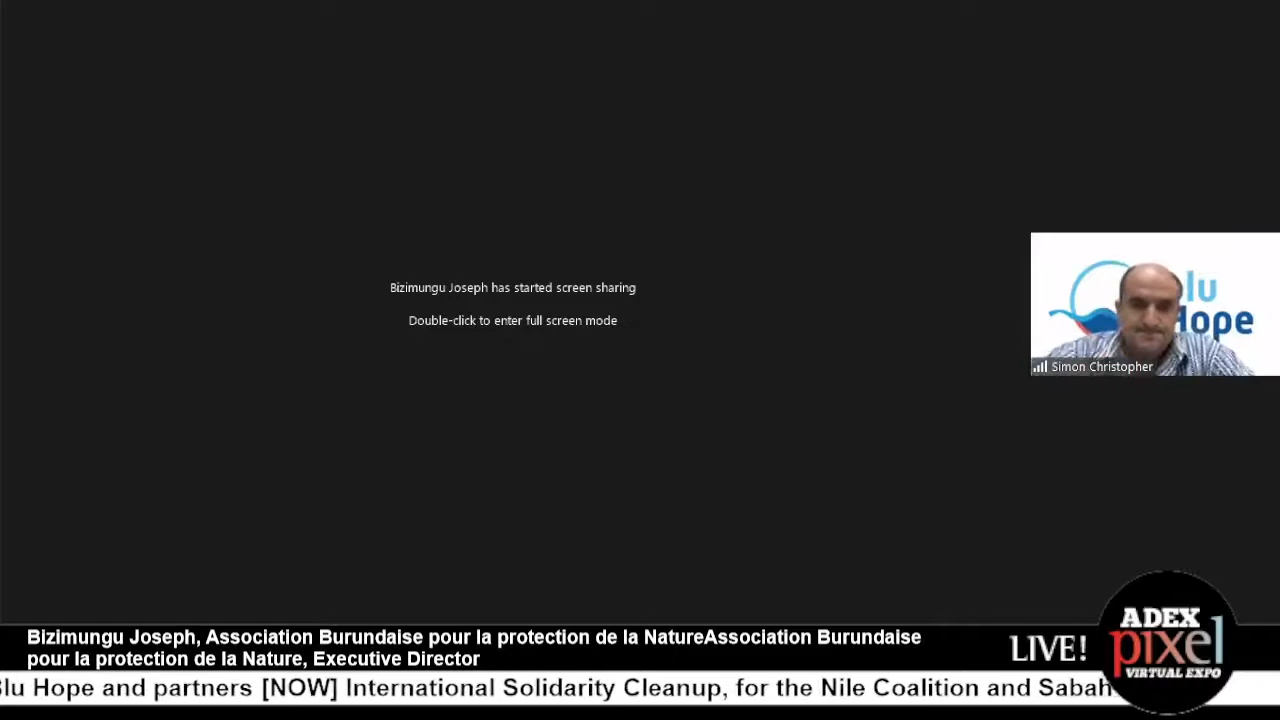 Bizimungu Joseph has started screen sharing
Double-click to enter full screen mode
lu
Hope
Simon Christopher
Bizimungu Joseph, Association Burundaise pour la protection de la NatureAssociation Burundaise
pour la protection de la Nature, Executive Director
LIVE!
ADEX
pixel
VIRTUAL EXPO
lu Hope and partners [NOW] International Solidarity Cleanup, for the Nile Coalition and Sabah